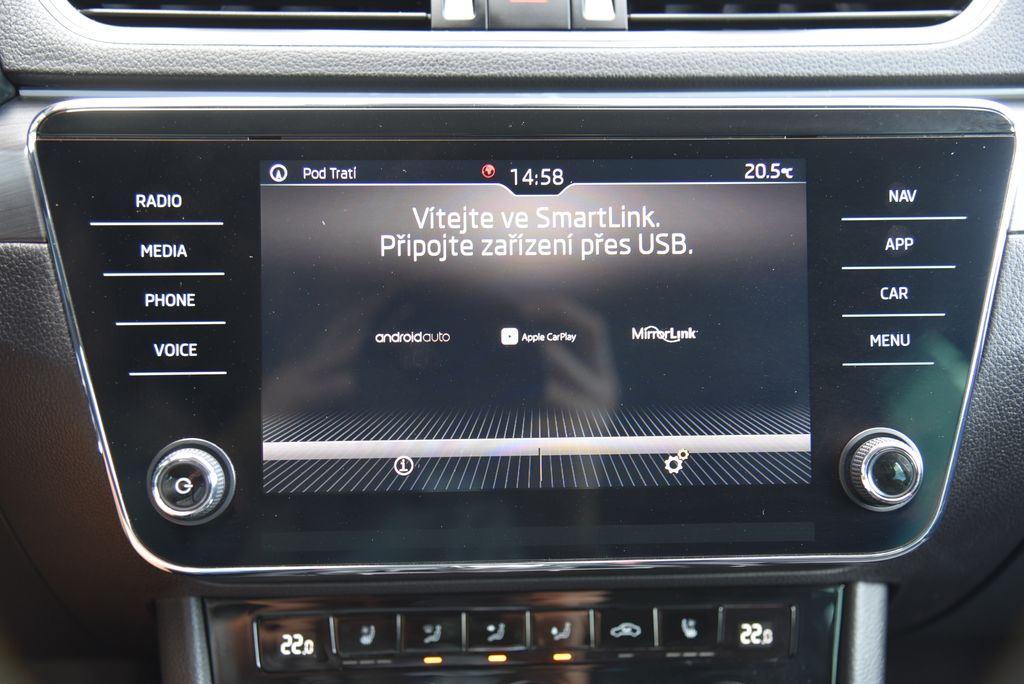 Pod Tratí 14:58 20.5°C
RADIO
MEDIA
PHONE
VOICE
Vítejte ve SmartLink.
Připojte zařízení přes USB.
androidauto Apple CarPlay MirrorLink
NAV
APP
CAR
MENU
22.0 22.0